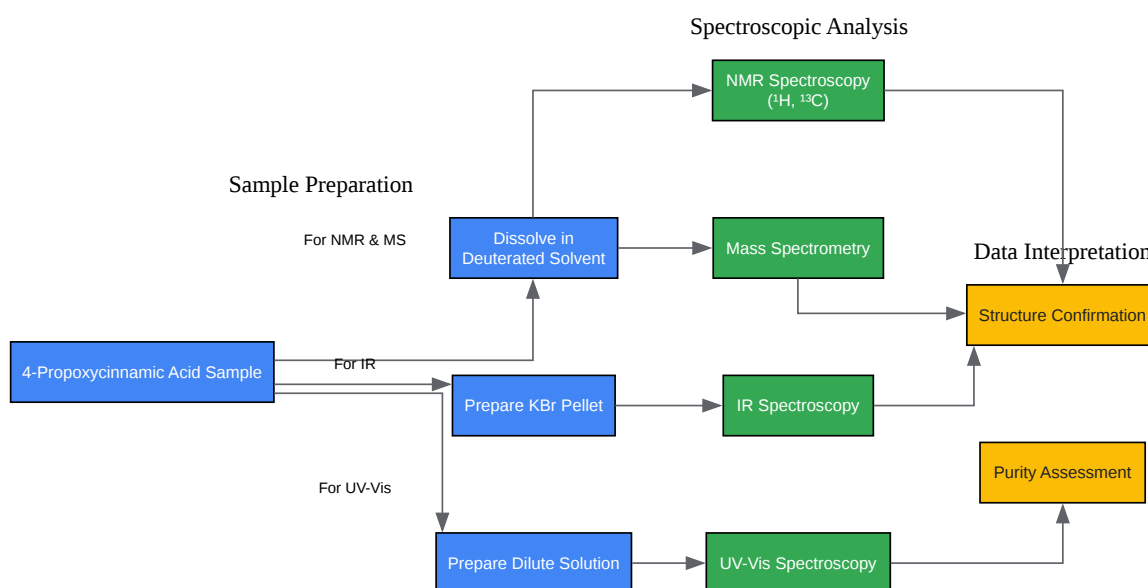 Spectroscopic Analysis
NMR Spectroscopy
(¹H, ¹³C)
Sample Preparation
For NMR & MS
Dissolve in
Deuterated Solvent
Mass Spectrometry
Data Interpretation
Structure Confirmation
4-Propoxycinnamic Acid Sample
For IR
Prepare KBr Pellet
IR Spectroscopy
Purity Assessment
For UV-Vis
Prepare Dilute Solution
UV-Vis Spectroscopy